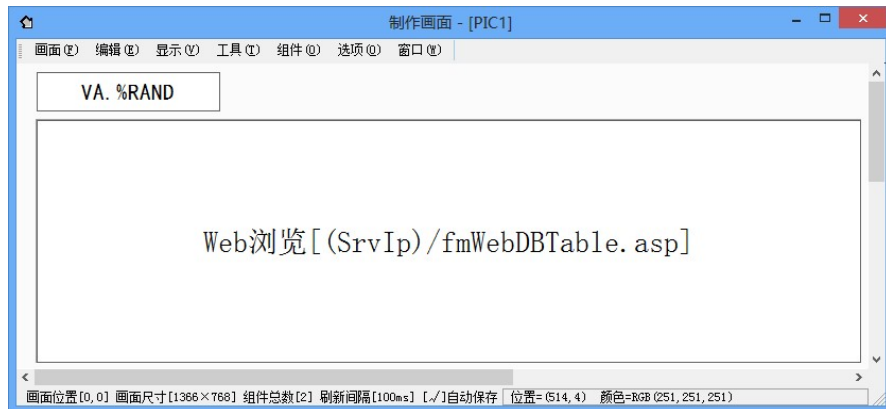 制作画面 - [PIC1]
画面(F) 编辑(E) 显示(V) 工具(T) 组件(O) 选项(O) 窗口(W)
VA. %RAND
Web浏览[(SrvIp)/fmWebDBTable.asp]
画面位置[0,0] 画面尺寸[1366×768] 组件总数[2] 刷新间隔[100ms] [√]自动保存 位置=(514,4) 颜色=RGB(251,251,251)